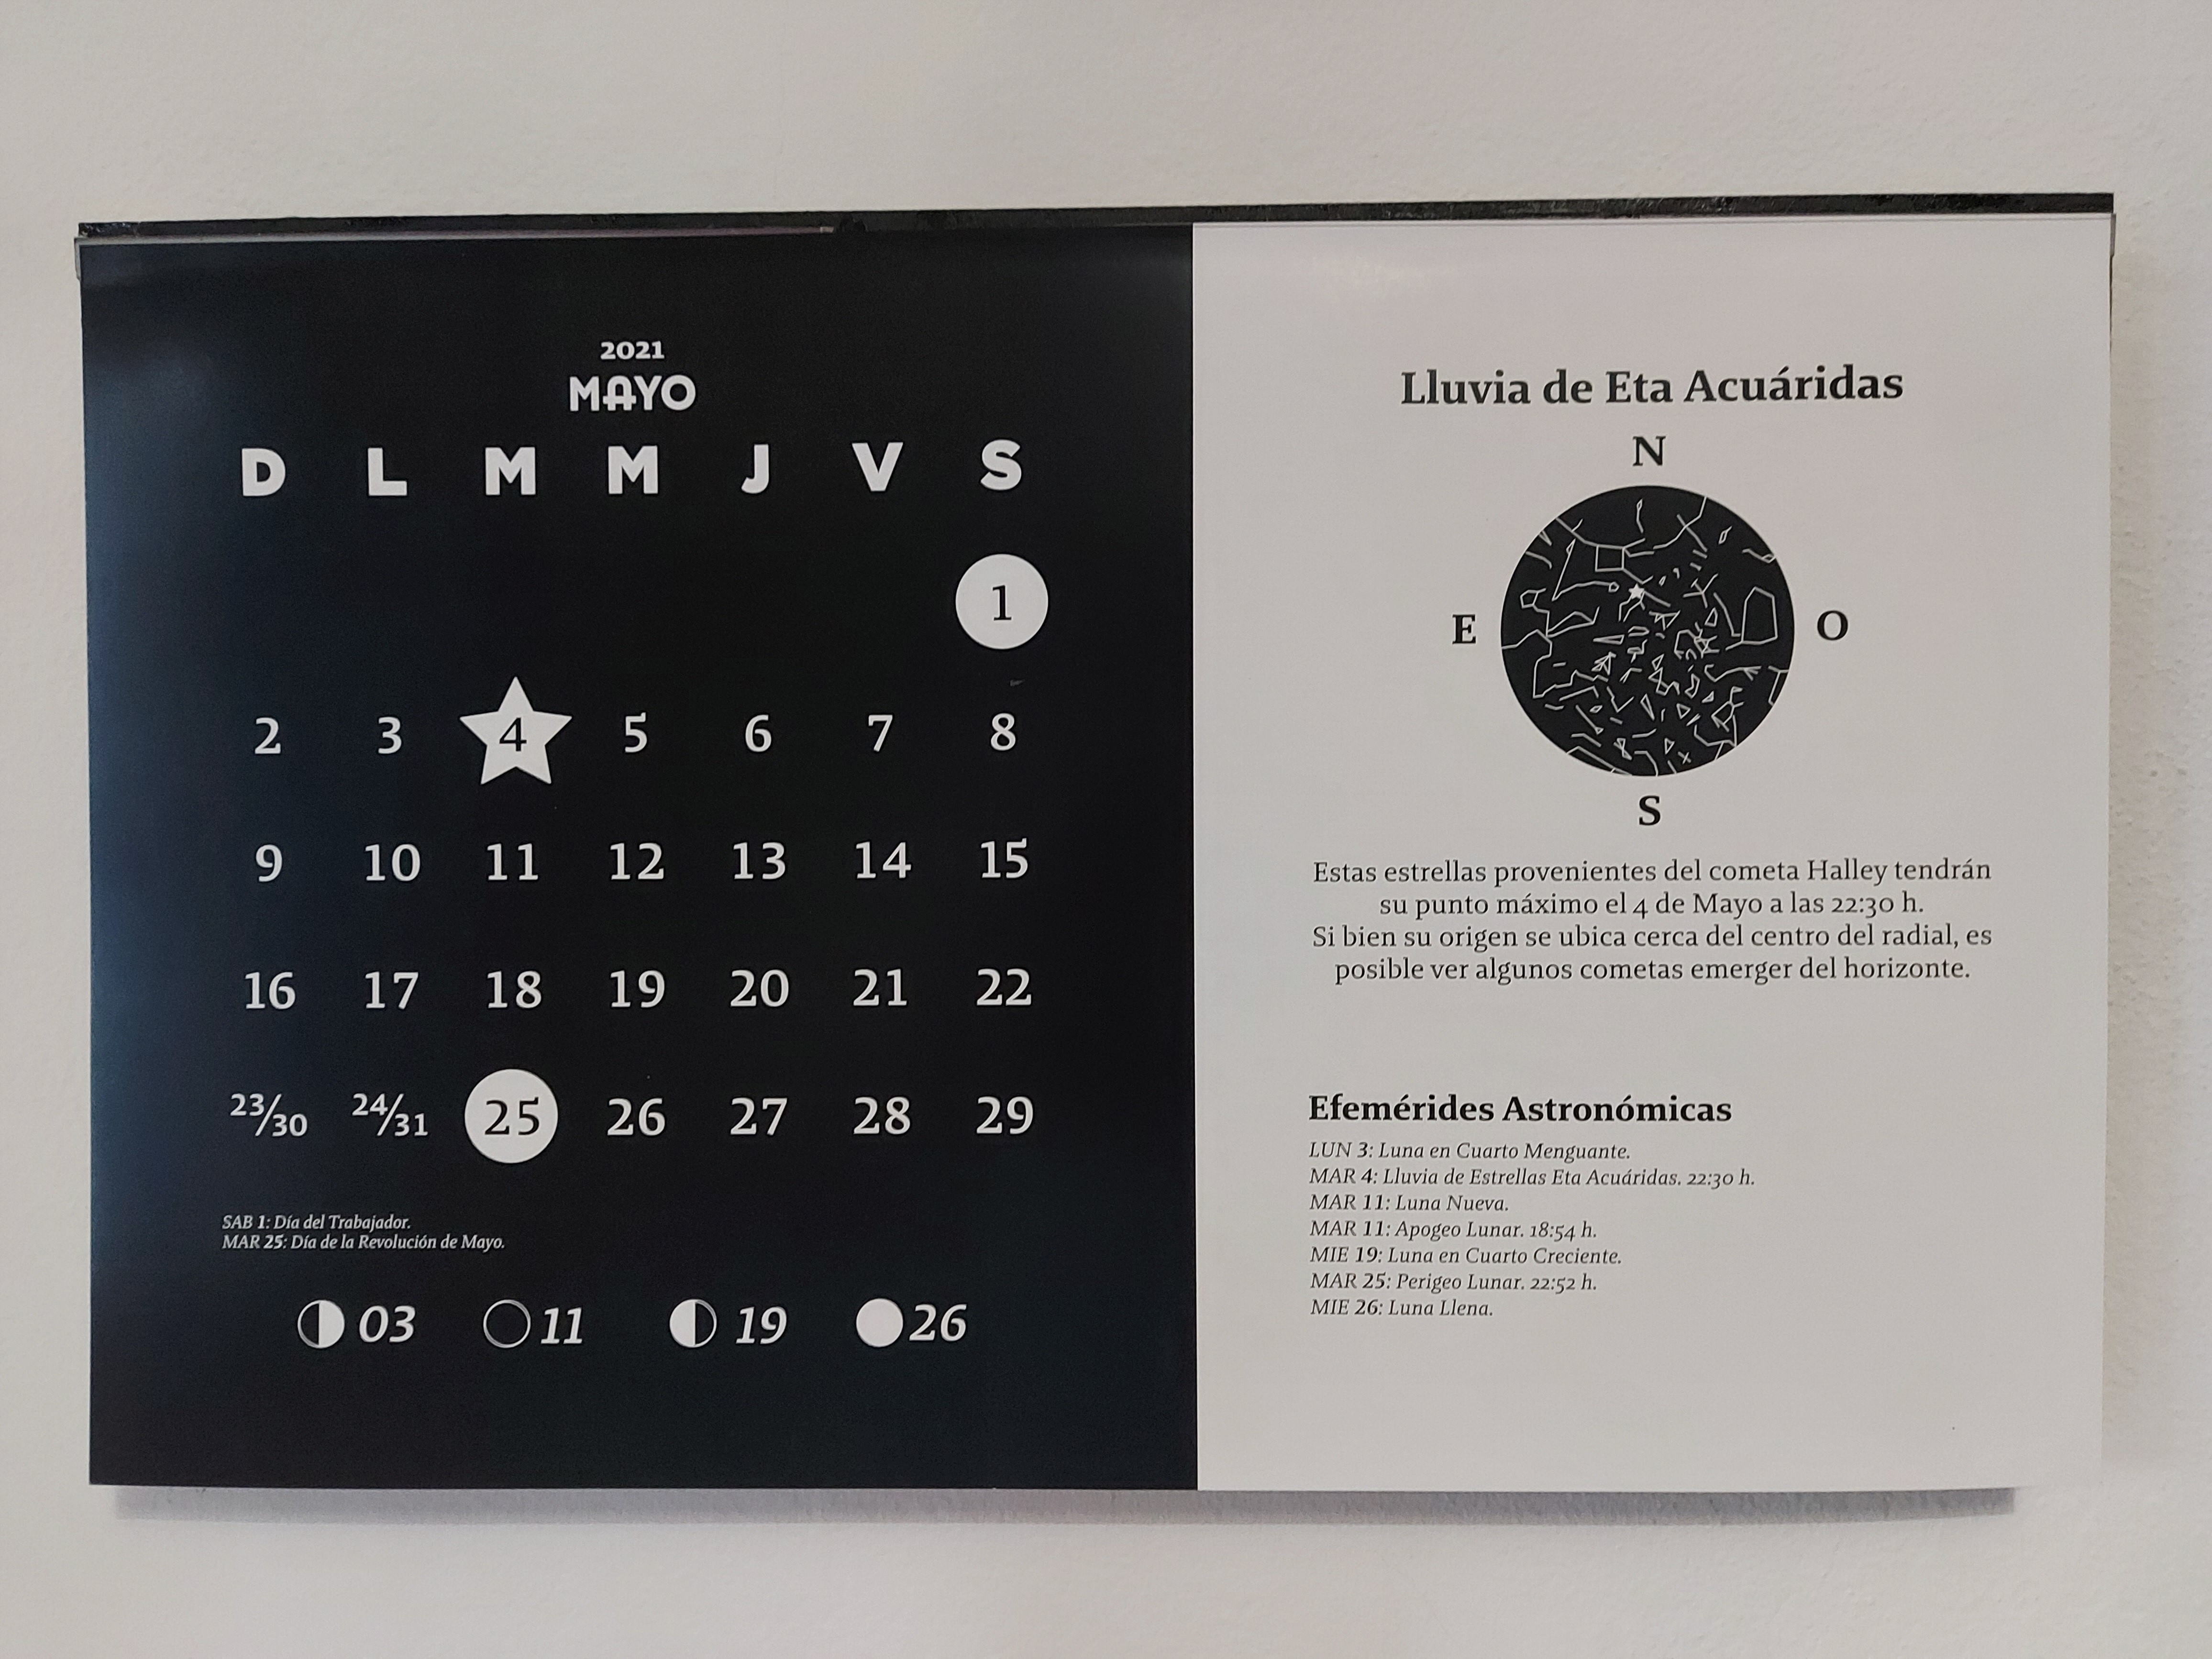 2021
MAYO
D L M M J V S
1
2 3 4 5 6 7 8
9 10 11 12 13 14 15
16 17 18 19 20 21 22
23/30 24/31 25 26 27 28 29
SAB 1: Día del Trabajador.
MAR 25: Día de la Revolución de Mayo.
03 11 19 26
Lluvia de Eta Acuáridas
N
E O
S
Estas estrellas provenientes del cometa Halley tendrán
su punto máximo el 4 de Mayo a las 22:30 h.
Si bien su origen se ubica cerca del centro del radial, es
posible ver algunos cometas emerger del horizonte.
Efemérides Astronómicas
LUN 3: Luna en Cuarto Menguante.
MAR 4: Lluvia de Estrellas Eta Acuáridas. 22:30 h.
MAR 11: Luna Nueva.
MAR 11: Apogeo Lunar. 18:54 h.
MIE 19: Luna en Cuarto Creciente.
MAR 25: Perigeo Lunar. 22:52 h.
MIE 26: Luna Llena.